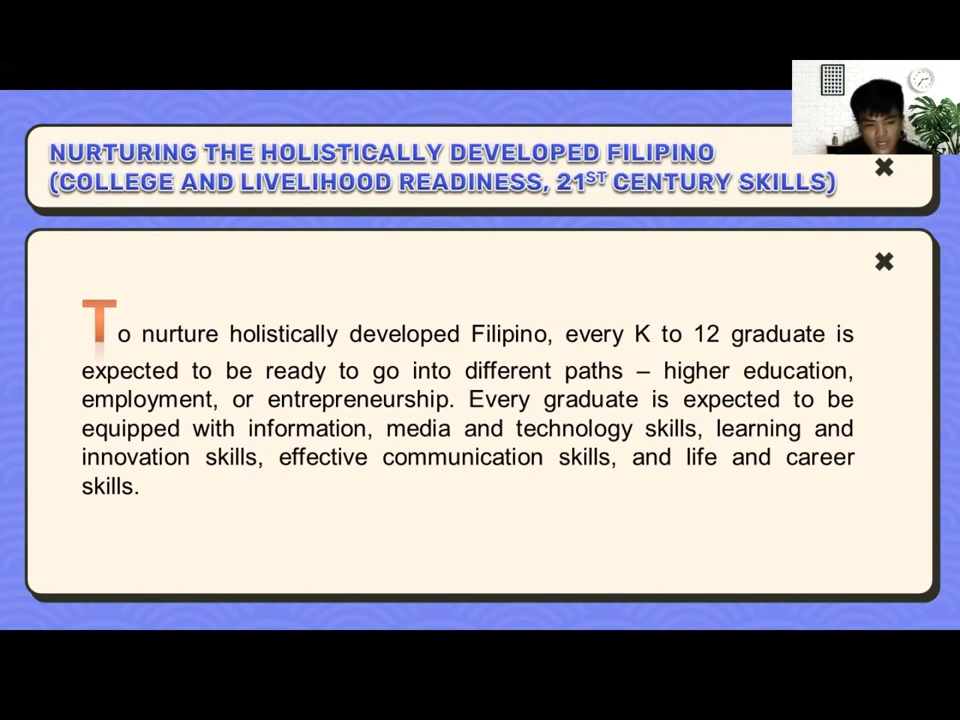 NURTURING THE HOLISTICALLY DEVELOPED FILIPINO
(COLLEGE AND LIVELIHOOD READINESS, 21ST CENTURY SKILLS)
To nurture holistically developed Filipino, every K to 12 graduate is
expected to be ready to go into different paths – higher education,
employment, or entrepreneurship. Every graduate is expected to be
equipped with information, media and technology skills, learning and
innovation skills, effective communication skills, and life and career
skills.